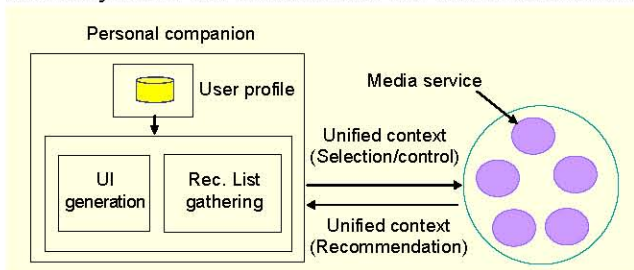 Personal companion
User profile
Media service
UI
generation
Rec. List
gathering
Unified context
(Selection/control)
Unified context
(Recommendation)